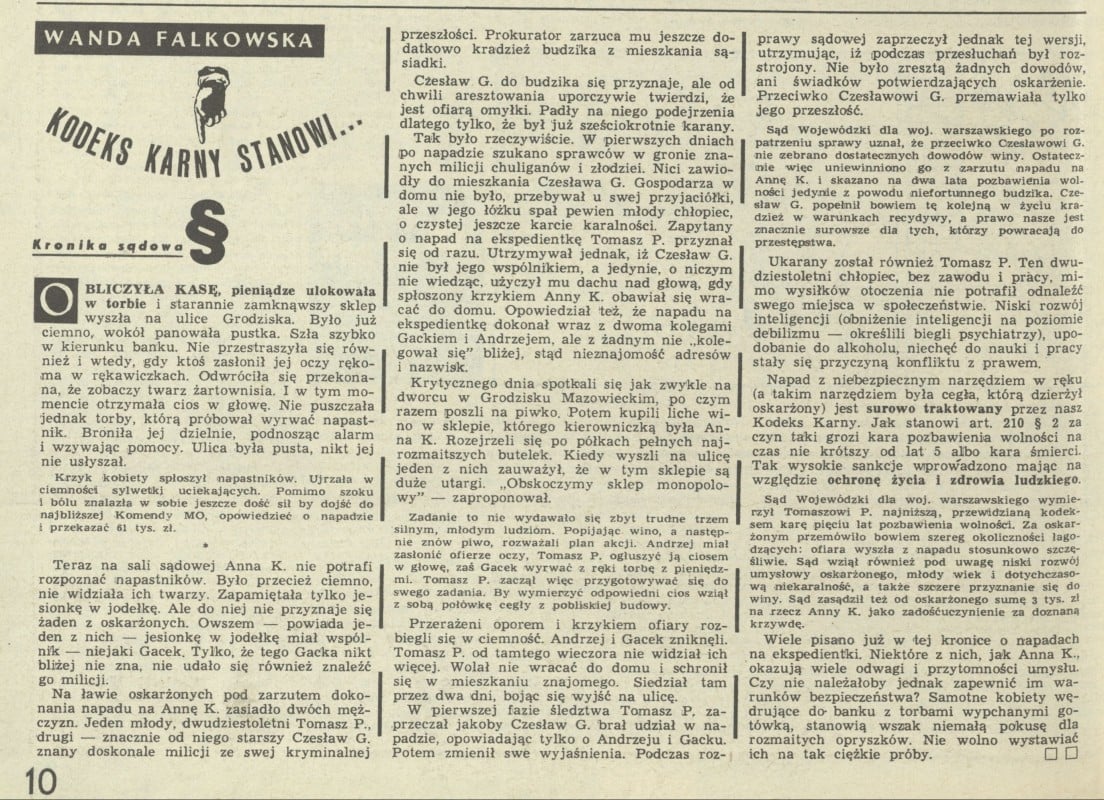 WANDA FALKOWSKA
KODEKS KARNY STANOWI...
§
Kronika sądowa
OBLICZYŁA KASĘ, pieniądze ulokowała
w torbie i starannie zamknąwszy sklep
wyszła na ulice Grodziska. Było już
ciemno, wokół panowała pustka. Szła szybko
w kierunku banku. Nie przestraszyła się rów-
nież i wtedy, gdy ktoś zasłonił jej oczy ręko-
ma w rękawiczkach. Odwróciła się przekona-
na, że zobaczy twarz żartownisia. I w tym mo-
mencie otrzymała cios w głowę. Nie puszczała
jednak torby, którą próbował wyrwać napast-
nik. Broniła jej dzielnie, podnosząc alarm
i wzywając pomocy. Ulica była pusta, nikt jej
nie usłyszał.
Krzyk kobiety spłoszył napastników. Ujrzała w
ciemności sylwetki uciekających. Pomimo szoku
i bólu znalazła w sobie jeszcze dość sił by dojść do
najbliższej Komendy MO, opowiedzieć o napadzie
i przekazać 61 tys. zł.
*
Teraz na sali sądowej Anna K. nie potrafi
rozpoznać napastników. Było przecież ciemno,
nie widziała ich twarzy. Zapamiętała tylko je-
sionkę w jodełkę. Ale do niej nie przyznaje się
żaden z oskarżonych. Owszem — powiada je-
den z nich — jesionkę w jodełkę miał wspól-
nik — niejaki Gacek. Tylko, że tego Gacka nikt
bliżej nie zna, nie udało się również znaleźć
go milicji.
Na ławie oskarżonych pod zarzutem doko-
nania napadu na Annę K. zasiadło dwóch męż-
czyzn. Jeden młody, dwudziestoletni Tomasz P.,
drugi — znacznie od niego starszy Czesław G.
znany doskonale milicji ze swej kryminalnej
przeszłości. Prokurator zarzuca mu jeszcze do-
datkowo kradzież budzika z mieszkania są-
siadki.
Czesław G. do budzika się przyznaje, ale od
chwili aresztowania uporczywie twierdzi, że
jest ofiarą omyłki. Padły na niego podejrzenia
dlatego tylko, że był już sześciokrotnie karany.
Tak było rzeczywiście. W pierwszych dniach
po napadzie szukano sprawców w gronie zna-
nych milicji chuliganów i złodziei. Nici zawio-
dły do mieszkania Czesława G. Gospodarza w
domu nie było, przebywał u swej przyjaciółki,
ale w jego łóżku spał pewien młody chłopiec,
o czystej jeszcze karcie karalności. Zapytany
o napad na ekspedientkę Tomasz P. przyznał
się od razu. Utrzymywał jednak, iż Czesław G.
nie był jego wspólnikiem, a jedynie, o niczym
nie wiedząc, użyczył mu dachu nad głową, gdy
spłoszony krzykiem Anny K. obawiał się wra-
cać do domu. Opowiedział też, że napadu na
ekspedientkę dokonał wraz z dwoma kolegami
Gackiem i Andrzejem, ale z żadnym nie „kole-
gował się” bliżej, stąd nieznajomość adresów
i nazwisk.
Krytycznego dnia spotkali się jak zwykle na
dworcu w Grodzisku Mazowieckim, po czym
razem poszli na piwko. Potem kupili liche wi-
no w sklepie, którego kierowniczką była An-
na K. Rozejrzeli się po półkach pełnych naj-
rozmaitszych butelek. Kiedy wyszli na ulicę
jeden z nich zauważył, że w tym sklepie są
duże utargi. „Obskoczymy sklep monopolo-
wy” — zaproponował.
Zadanie to nie wydawało się zbyt trudne trzem
silnym, młodym ludziom. Popijając wino, a następ-
nie znów piwo, rozważali plan akcji. Andrzej miał
zasłonić ofierze oczy, Tomasz P. ogłuszyć ją ciosem
w głowę, zaś Gacek wyrwać z ręki torbę z pieniędz-
mi. Tomasz P. zaczął więc przygotowywać się do
swego zadania. By wymierzyć odpowiedni cios wziął
z sobą połówkę cegły z pobliskiej budowy.
Przerażeni oporem i krzykiem ofiary roz-
biegli się w ciemność. Andrzej i Gacek zniknęli.
Tomasz P. od tamtego wieczora nie widział ich
więcej. Wolał nie wracać do domu i schronił
się w mieszkaniu znajomego. Siedział tam
przez dwa dni, bojąc się wyjść na ulicę.
W pierwszej fazie śledztwa Tomasz P. za-
przeczał jakoby Czesław G. brał udział w na-
padzie, opowiadając tylko o Andrzeju i Gacku.
Potem zmienił swe wyjaśnienia. Podczas roz-
prawy sądowej zaprzeczył jednak tej wersji,
utrzymując, iż podczas przesłuchań był roz-
strojony. Nie było zresztą żadnych dowodów,
ani świadków potwierdzających oskarżenie.
Przeciwko Czesławowi G. przemawiała tylko
jego przeszłość.
Sąd Wojewódzki dla woj. warszawskiego po roz-
patrzeniu sprawy uznał, że przeciwko Czesławowi G.
nie zebrano dostatecznych dowodów winy. Ostatecz-
nie więc uniewinniono go z zarzutu napadu na
Annę K. i skazano na dwa lata pozbawienia wol-
ności jedynie z powodu niefortunnego budzika. Cze-
sław G. popełnił bowiem tę kolejną w życiu kra-
dzież w warunkach recydywy, a prawo nasze jest
znacznie surowsze dla tych, którzy powracają do
przestępstwa.
Ukarany został również Tomasz P. Ten dwu-
dziestoletni chłopiec, bez zawodu i pracy, mi-
mo wysiłków otoczenia nie potrafił odnaleźć
swego miejsca w społeczeństwie. Niski rozwój
inteligencji (obniżenie inteligencji na poziomie
debilizmu — określili biegli psychiatrzy), upo-
dobanie do alkoholu, niechęć do nauki i pracy
stały się przyczyną konfliktu z prawem.
Napad z niebezpiecznym narzędziem w ręku
(a takim narzędziem była cegła, którą dzierżył
oskarżony) jest surowo traktowany przez nasz
Kodeks Karny. Jak stanowi art. 210 § 2 za
czyn taki grozi kara pozbawienia wolności na
czas nie krótszy od lat 5 albo kara śmierci.
Tak wysokie sankcje wprowadzono mając na
względzie ochronę życia i zdrowia ludzkiego.
Sąd Wojewódzki dla woj. warszawskiego wymie-
rzył Tomaszowi P. najniższą, przewidzianą kodek-
sem karę pięciu lat pozbawienia wolności. Za oskar-
żonym przemówiło bowiem szereg okoliczności łago-
dzących: ofiara wyszła z napadu stosunkowo szczę-
śliwie. Sąd wziął również pod uwagę niski rozwój
umysłowy oskarżonego, młody wiek i dotychczaso-
wą niekaralność, a także szczere przyznanie się do
winy. Sąd zasądził też od oskarżonego sumę 3 tys. zł
na rzecz Anny K. jako zadośćuczynienie za doznaną
krzywdę.
Wiele pisano już w tej kronice o napadach
na ekspedientki. Niektóre z nich, jak Anna K.,
okazują wiele odwagi i przytomności umysłu.
Czy nie należałoby jednak zapewnić im wa-
runków bezpieczeństwa? Samotne kobiety wę-
drujące do banku z torbami wypchanymi go-
tówką, stanowią wszak niemałą pokusę dla
rozmaitych opryszków. Nie wolno wystawiać
ich na tak ciężkie próby.
10